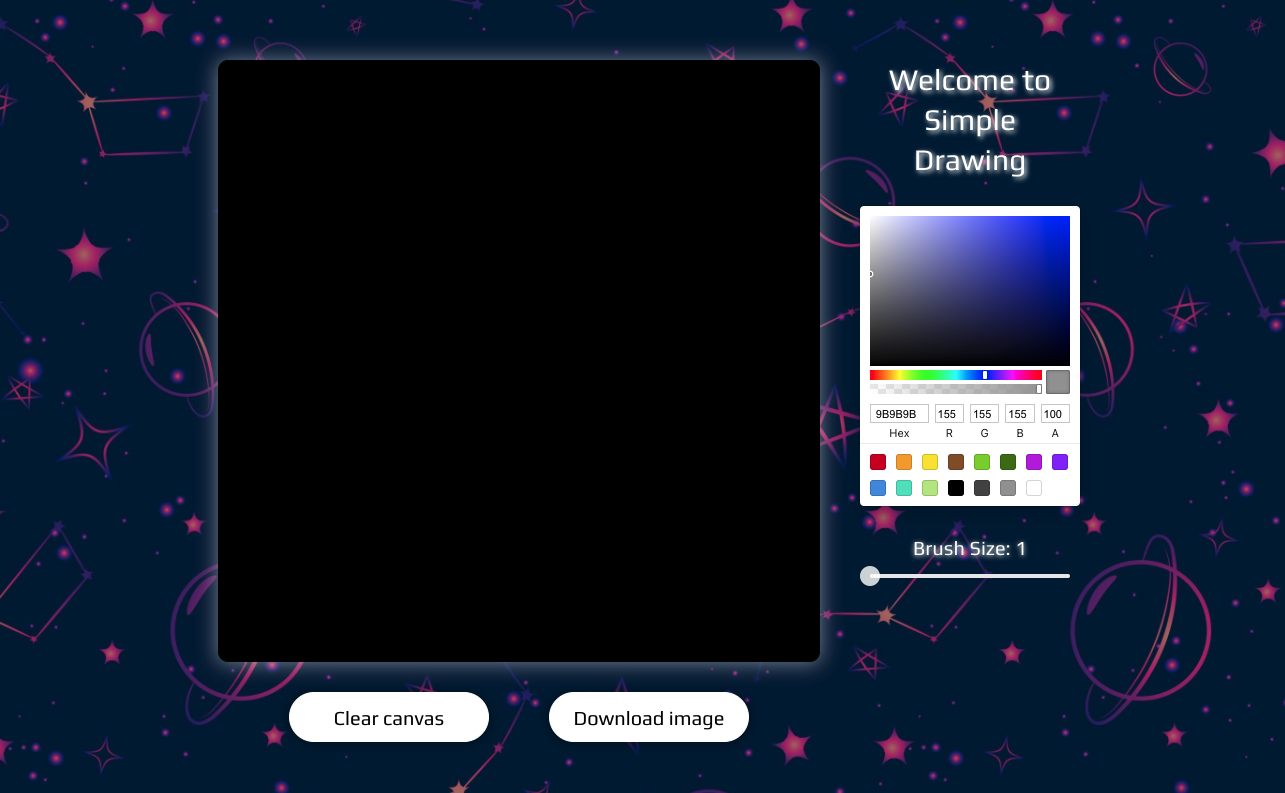 Welcome to
Simple
Drawing
9B9B9B 155 155 155 100
Hex R G B A
Brush Size: 1
Clear canvas Download image